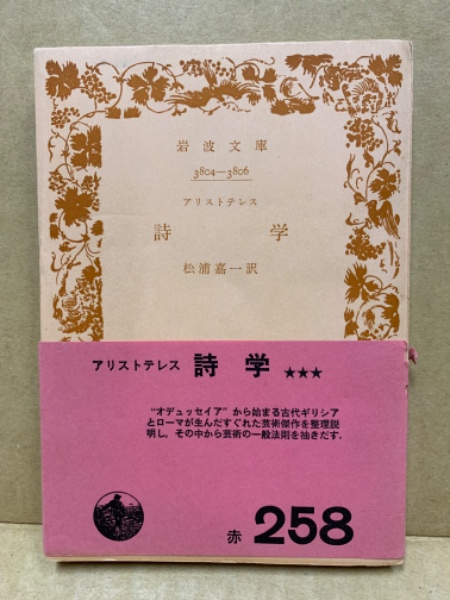 岩波文庫
3804—3806
アリストテレス
詩学
松浦嘉一訳
アリストテレス 詩学 ★★★
“オデュッセイア” から始まる古代ギリシア
とローマが生んだすぐれた芸術傑作を整理説
明し，その中から芸術の一般法則を抽きだす．
赤 258